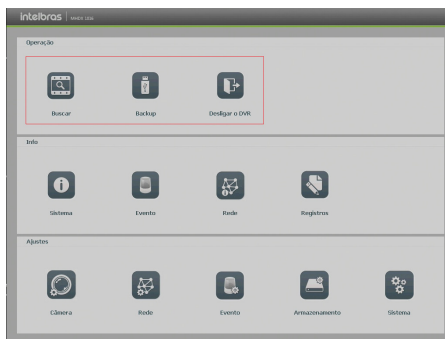 intelbras
Operação
Buscar Backup Desligar o DVR
Info
Sistema Evento Rede Registros
Ajustes
Câmera Rede Evento Armazenamento Sistema